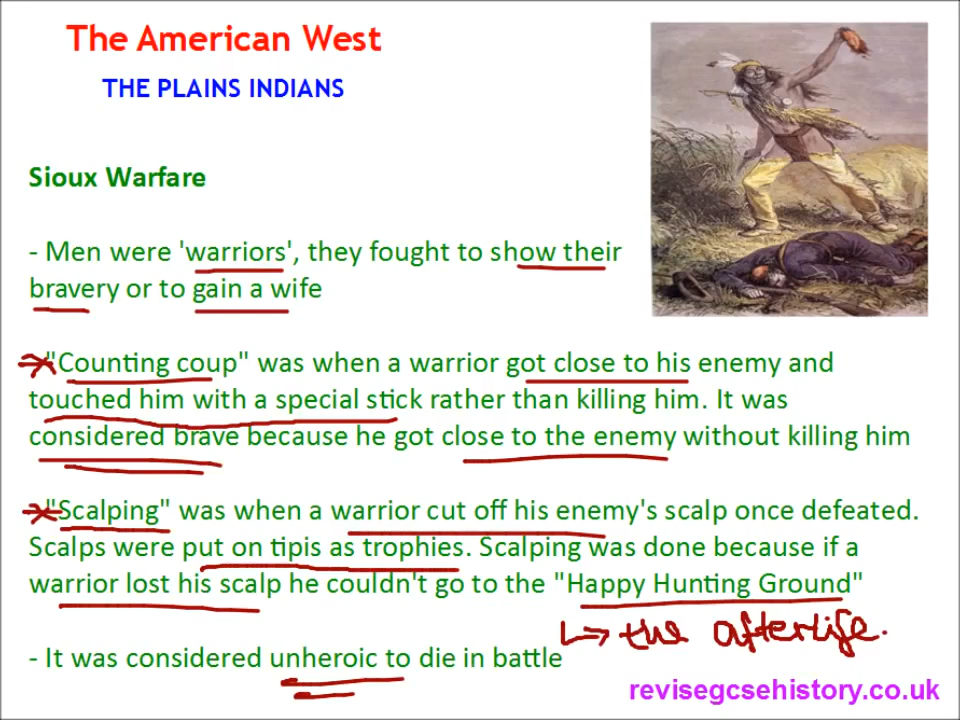 The American West
THE PLAINS INDIANS
Sioux Warfare
- Men were 'warriors', they fought to show their
bravery or to gain a wife
- "Counting coup" was when a warrior got close to his enemy and
touched him with a special stick rather than killing him. It was
considered brave because he got close to the enemy without killing him
- "Scalping" was when a warrior cut off his enemy's scalp once defeated.
Scalps were put on tipis as trophies. Scalping was done because if a
warrior lost his scalp he couldn't go to the "Happy Hunting Ground"
↳> the afterlife.
- It was considered unheroic to die in battle
revisegcsehistory.co.uk